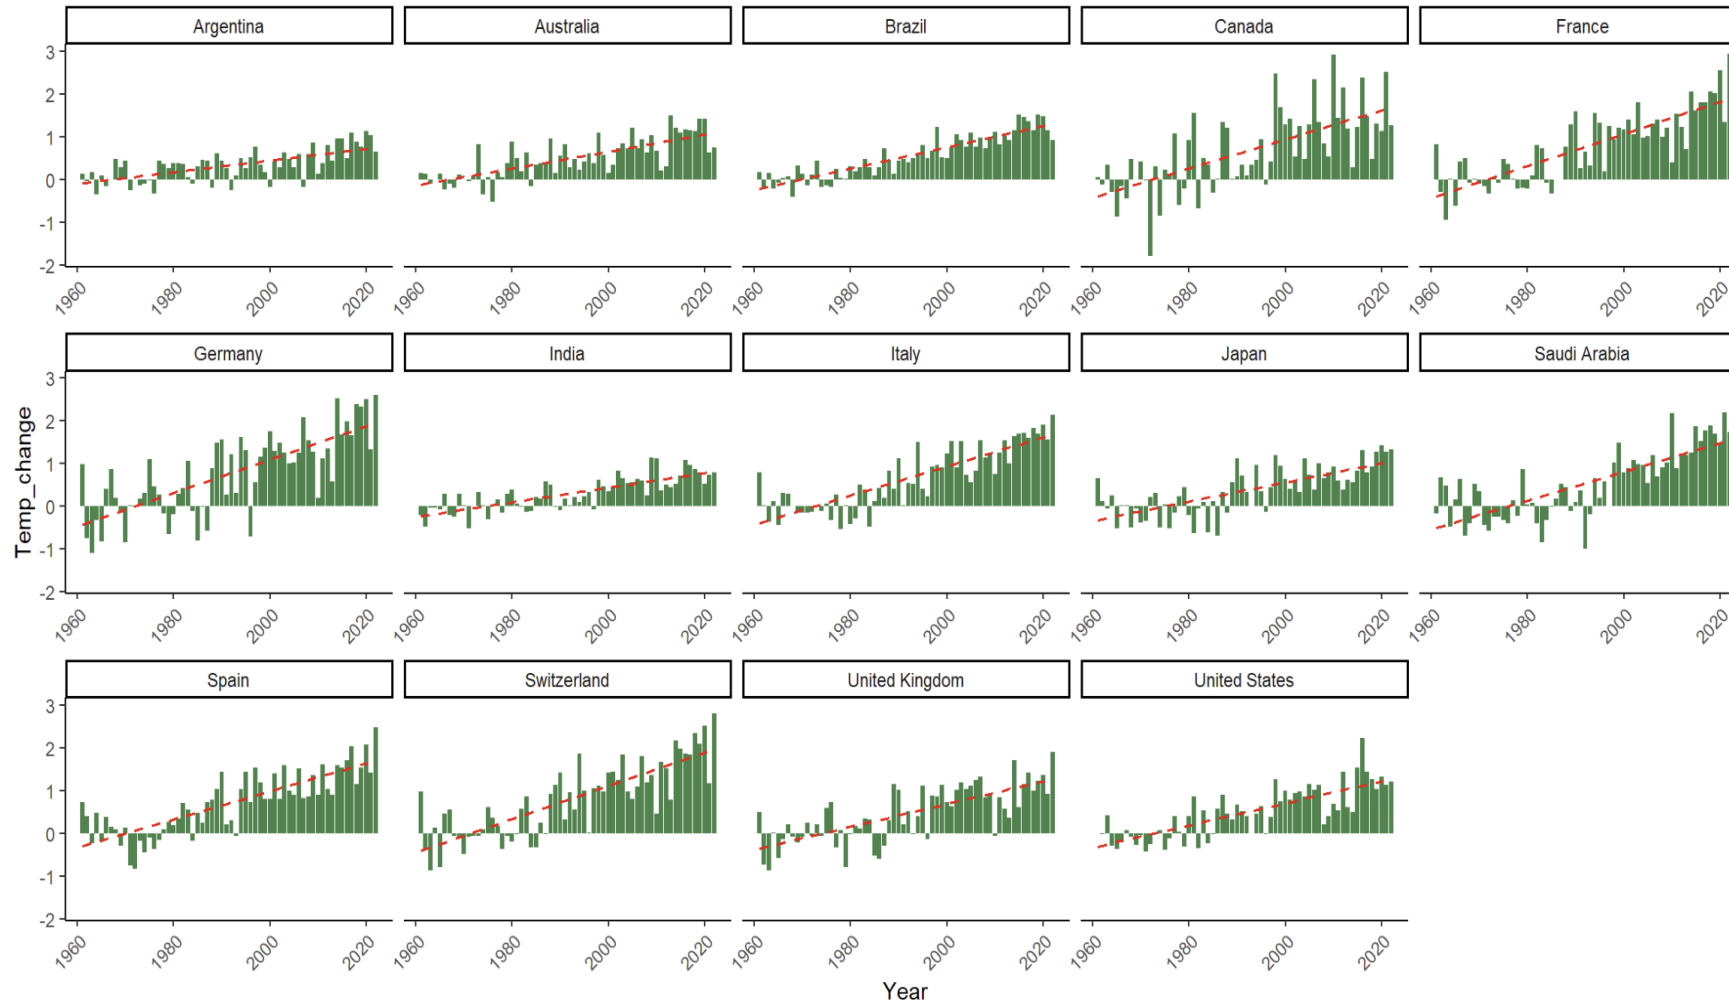 Argentina Australia Brazil Canada France
3
2
1
0
-1
-2
1960 1980 2000 2020 1960 1980 2000 2020 1960 1980 2000 2020 1960 1980 2000 2020 1960 1980 2000 2020
Germany India Italy Japan Saudi Arabia
3
2
1
0
-1
-2
Temp_change
1960 1980 2000 2020 1960 1980 2000 2020 1960 1980 2000 2020 1960 1980 2000 2020 1960 1980 2000 2020
Spain Switzerland United Kingdom United States
3
2
1
0
-1
-2
1960 1980 2000 2020 1960 1980 2000 2020 1960 1980 2000 2020 1960 1980 2000 2020
Year